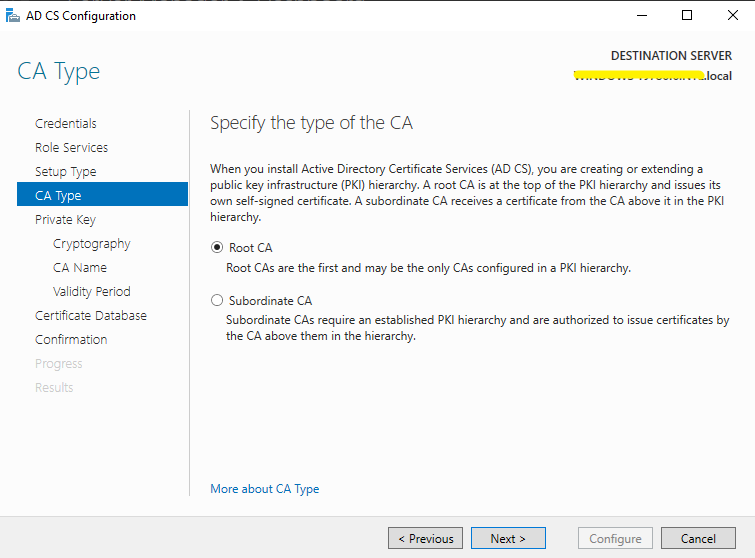 AD CS Configuration
CA Type
DESTINATION SERVER
.local
Credentials
Role Services
Setup Type
CA Type
Private Key
Cryptography
CA Name
Validity Period
Certificate Database
Confirmation
Progress
Results
Specify the type of the CA
When you install Active Directory Certificate Services (AD CS), you are creating or extending a
public key infrastructure (PKI) hierarchy. A root CA is at the top of the PKI hierarchy and issues its
own self-signed certificate. A subordinate CA receives a certificate from the CA above it in the PKI
hierarchy.
Root CA
Root CAs are the first and may be the only CAs configured in a PKI hierarchy.
Subordinate CA
Subordinate CAs require an established PKI hierarchy and are authorized to issue certificates by
the CA above them in the hierarchy.
More about CA Type
< Previous
Next >
Configure
Cancel